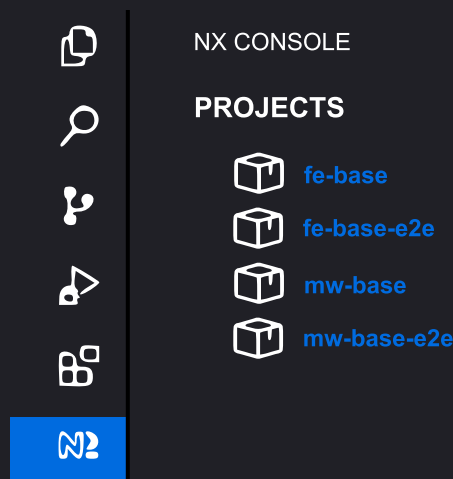 NX CONSOLE
PROJECTS
fe-base
fe-base-e2e
mw-base
mw-base-e2e